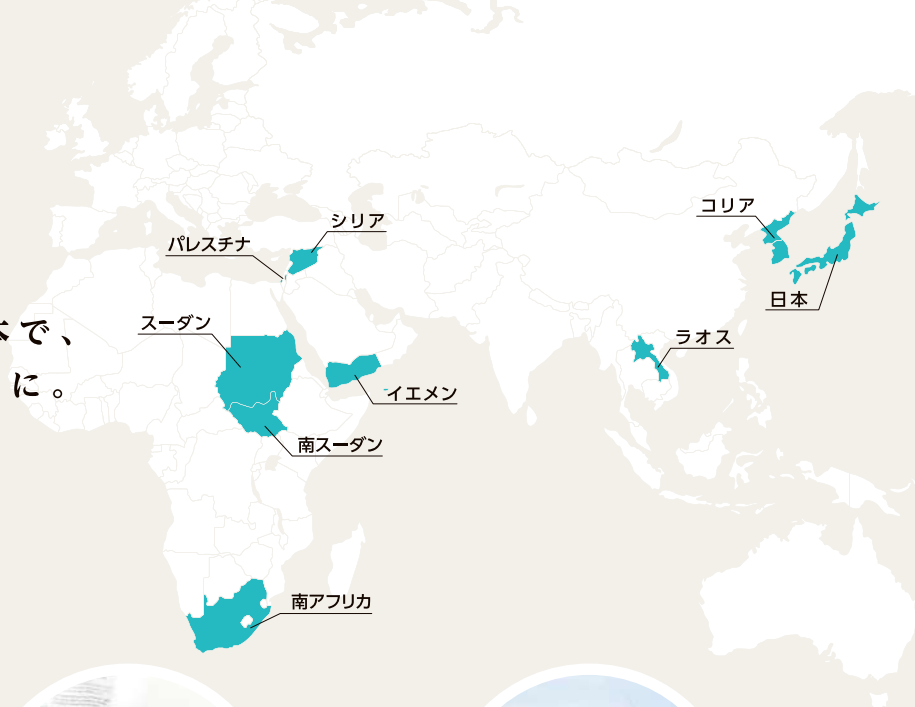 コリア
シリア
パレスチナ
日本
スーダン
で、
ラオス
に。
イエメン
南スーダン
南アフリカ